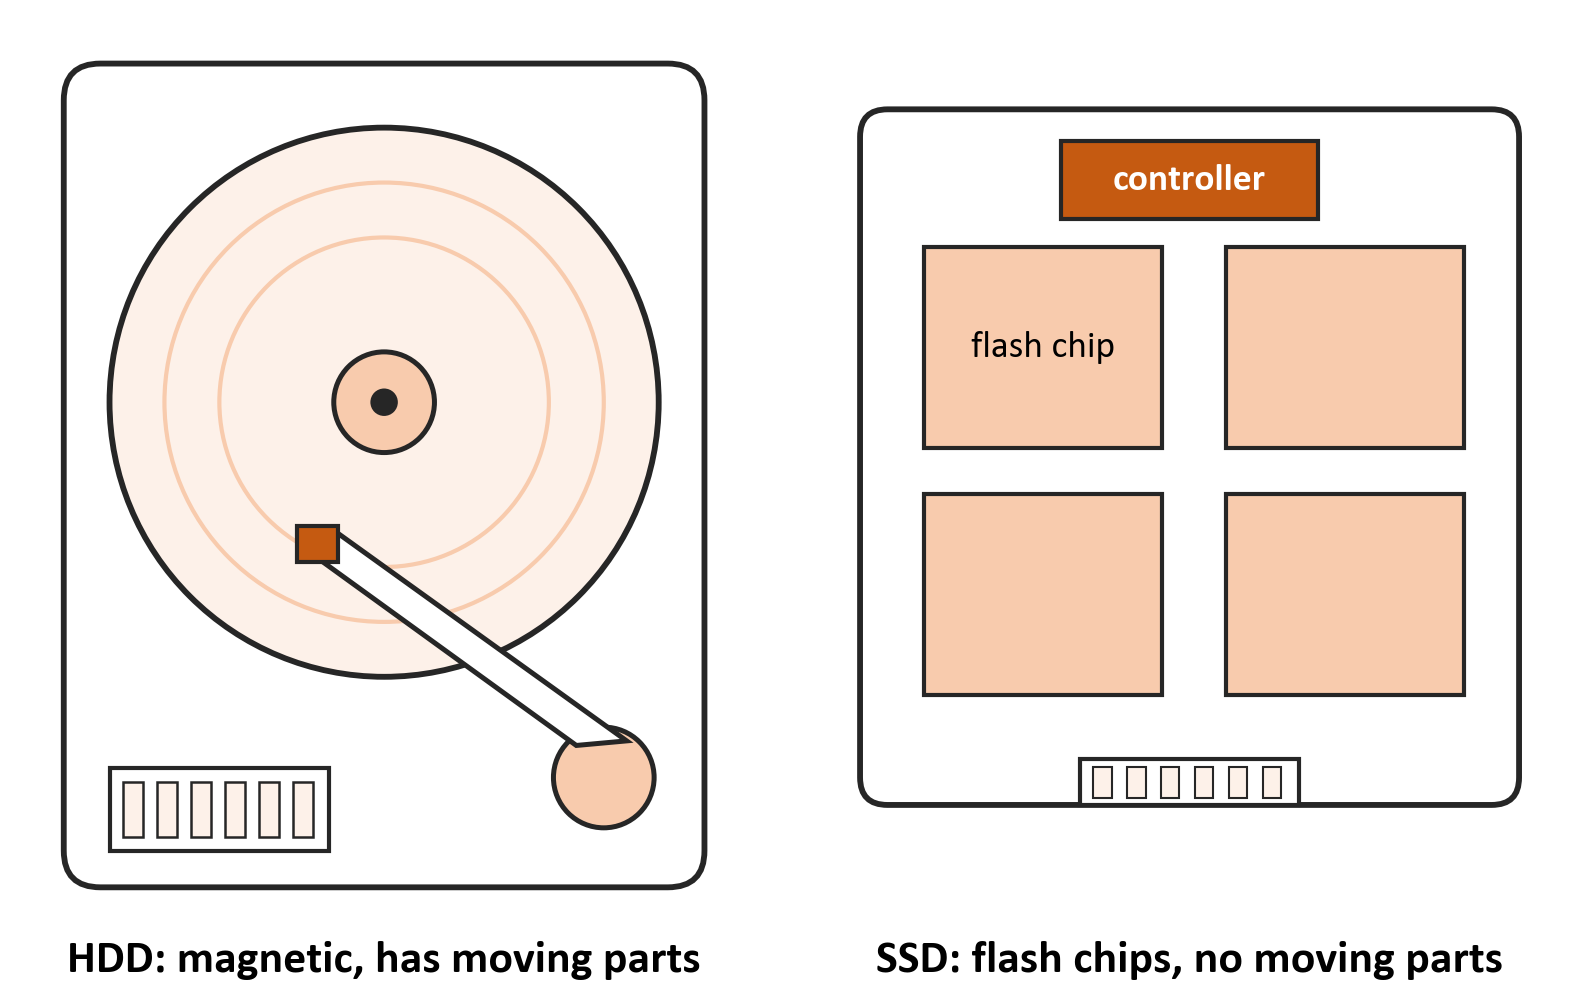 controller
flash chip
HDD: magnetic, has moving parts
SSD: flash chips, no moving parts